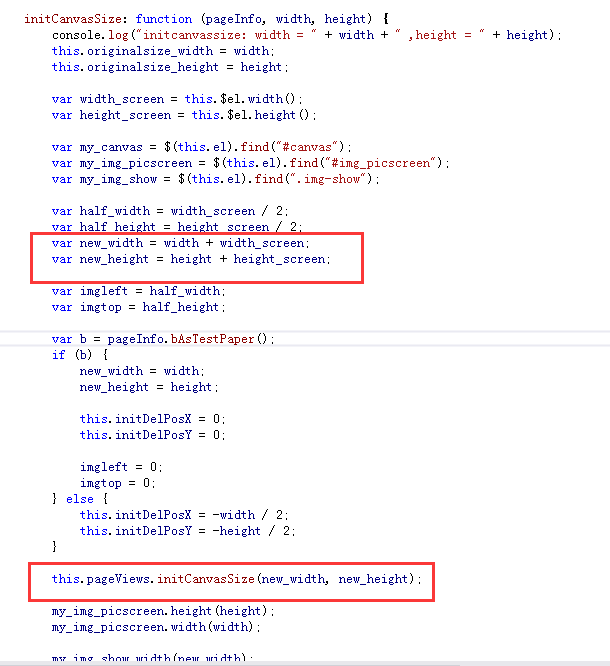 initCanvasSize: function (pageInfo, width, height) {
console.log("initcanvassize: width = " + width + " ,height = " + height);
this.originalsize_width = width;
this.originalsize_height = height;
var width_screen = this.$el.width();
var height_screen = this.$el.height();
var my_canvas = $(this.el).find("#canvas");
var my_img_picscreen = $(this.el).find("#img_picscreen");
var my_img_show = $(this.el).find(".img-show");
var half_width = width_screen / 2;
var half_height = height_screen / 2;
var new_width = width + width_screen;
var new_height = height + height_screen;
var imgleft = half_width;
var imgtop = half_height;
var b = pageInfo.bAsTestPaper();
if (b) {
new_width = width;
new_height = height;
this.initDelPosX = 0;
this.initDelPosY = 0;
imgleft = 0;
imgtop = 0;
} else {
this.initDelPosX = -width / 2;
this.initDelPosY = -height / 2;
}
this.pageViews.initCanvasSize(new_width, new_height);
my_img_picscreen.height(height);
my_img_picscreen.width(width);
my_img_show.width(new_width);